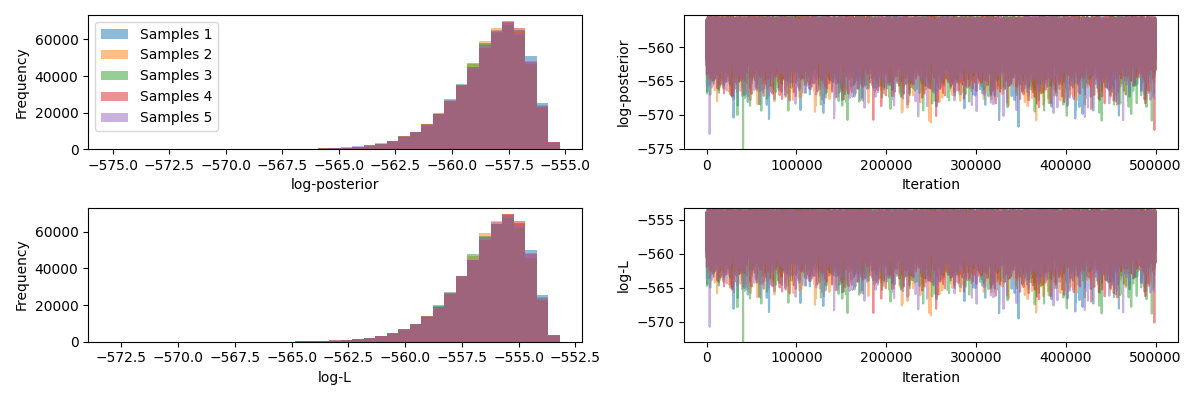 60000
40000
20000
0
Frequency
Samples 1
Samples 2
Samples 3
Samples 4
Samples 5
−575.0 −572.5 −570.0 −567.5 −565.0 −562.5 −560.0 −557.5 −555.0
log-posterior
−560
−565
−570
−575
log-posterior
0 100000 200000 300000 400000 500000
Iteration
60000
40000
20000
0
Frequency
−572.5 −570.0 −567.5 −565.0 −562.5 −560.0 −557.5 −555.0 −552.5
log-L
−555
−560
−565
−570
log-L
0 100000 200000 300000 400000 500000
Iteration